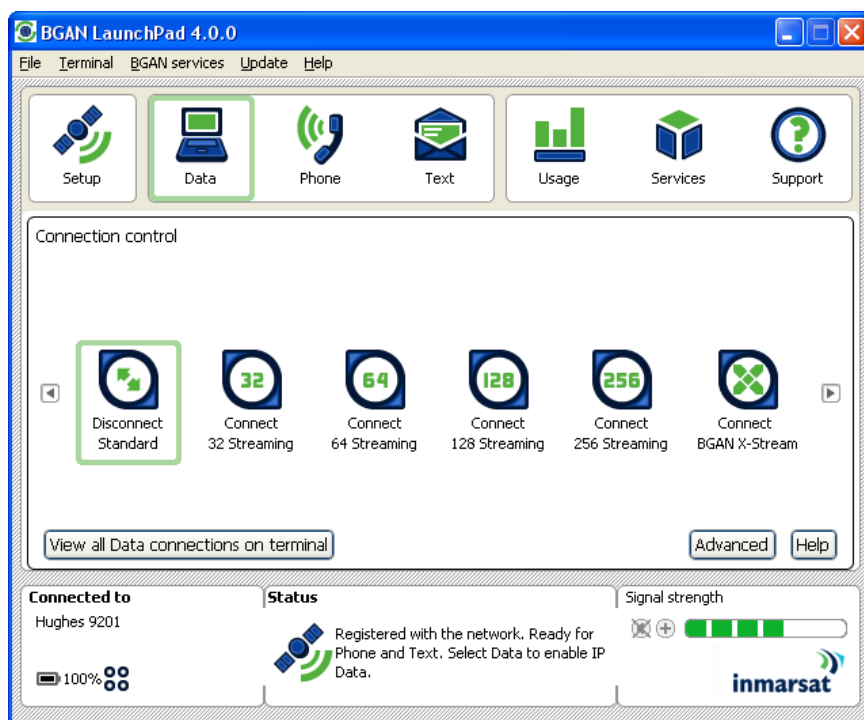 BGAN LaunchPad 4.0.0
File Terminal BGAN services Update Help
Setup Data Phone Text Usage Services Support
Connection control
32 64 128 256
Disconnect Connect Connect Connect Connect Connect
Standard 32 Streaming 64 Streaming 128 Streaming 256 Streaming BGAN X-Stream
View all Data connections on terminal Advanced Help
Connected to Status Signal strength
Hughes 9201
Registered with the network. Ready for
Phone and Text. Select Data to enable IP
Data.
100%
inmarsat